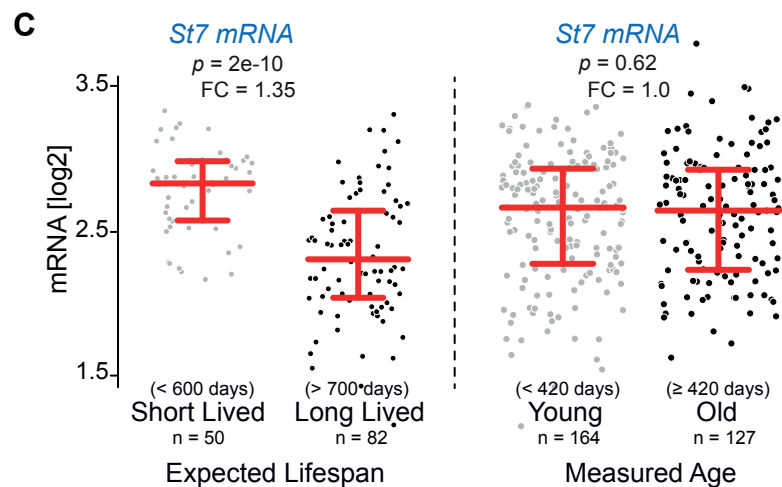 C
St7 mRNA
p = 2e-10
FC = 1.35
St7 mRNA
p = 0.62
FC = 1.0
mRNA [log2]
3.5
2.5
1.5
(< 600 days)
Short Lived
n = 50
(> 700 days)
Long Lived
n = 82
Expected Lifespan
(< 420 days)
Young
n = 164
(≥ 420 days)
Old
n = 127
Measured Age